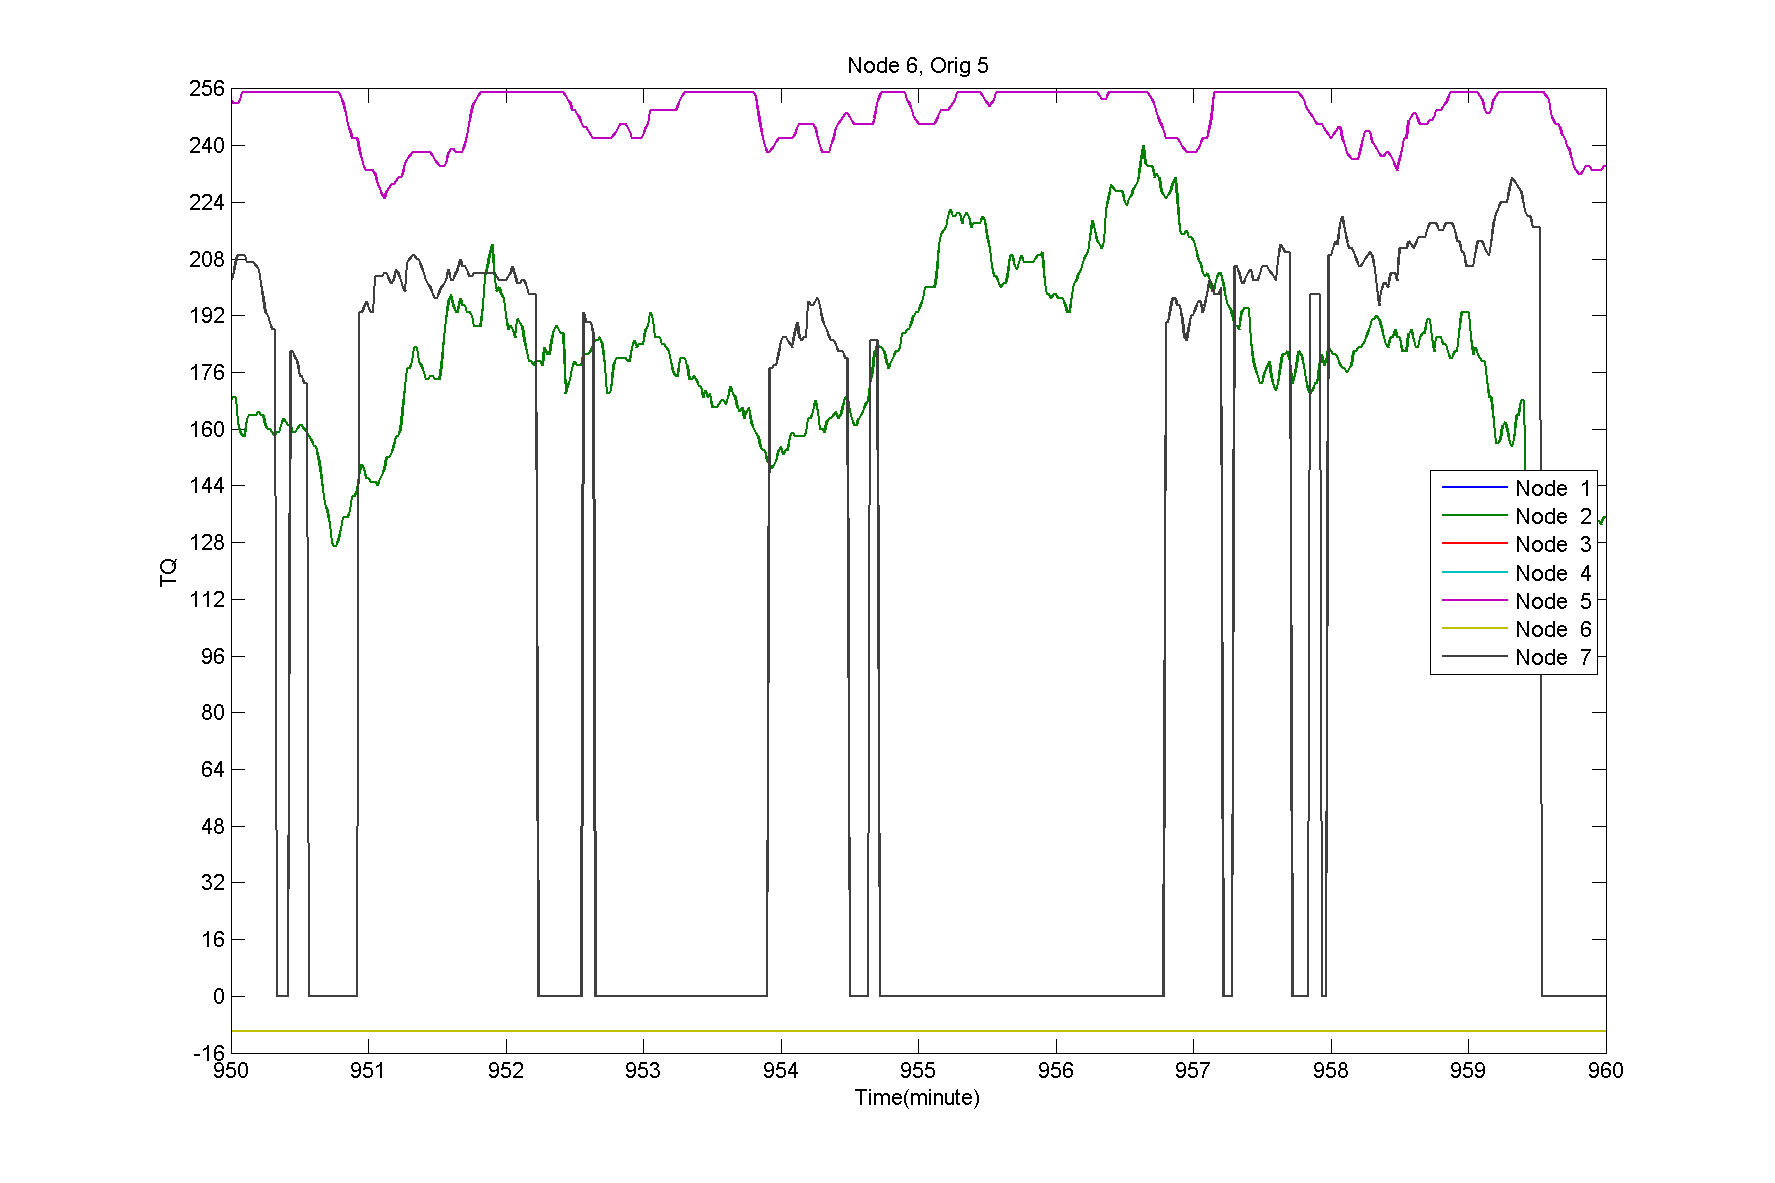 Node 6, Orig 5
256
240
224
208
192
176
160
144
128
112
96
80
64
48
32
16
0
-16
TQ
Node 1
Node 2
Node 3
Node 4
Node 5
Node 6
Node 7
950 951 952 953 954 955 956 957 958 959 960
Time(minute)